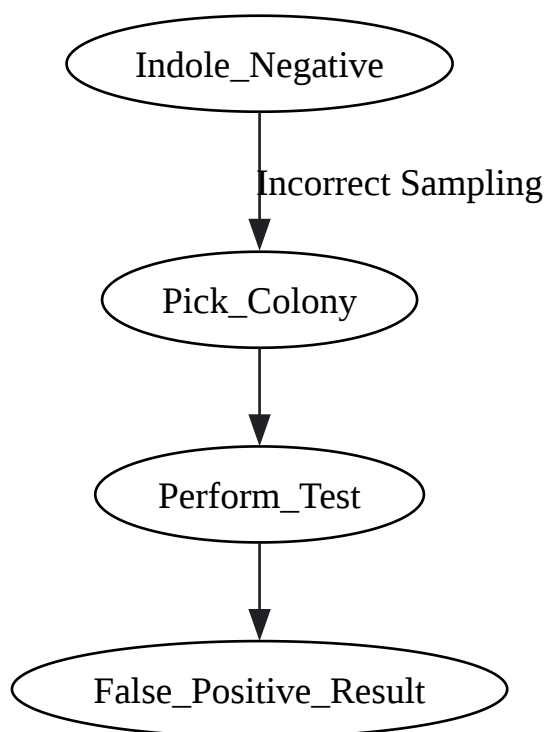 Indole_Negative
Incorrect Sampling
Pick_Colony
Perform_Test
False_Positive_Result